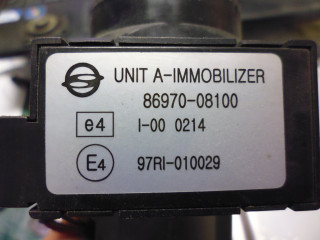 UNIT A-IMMOBILIZER
86970-08100
e4 I-00 0214
E4 97RI-010029